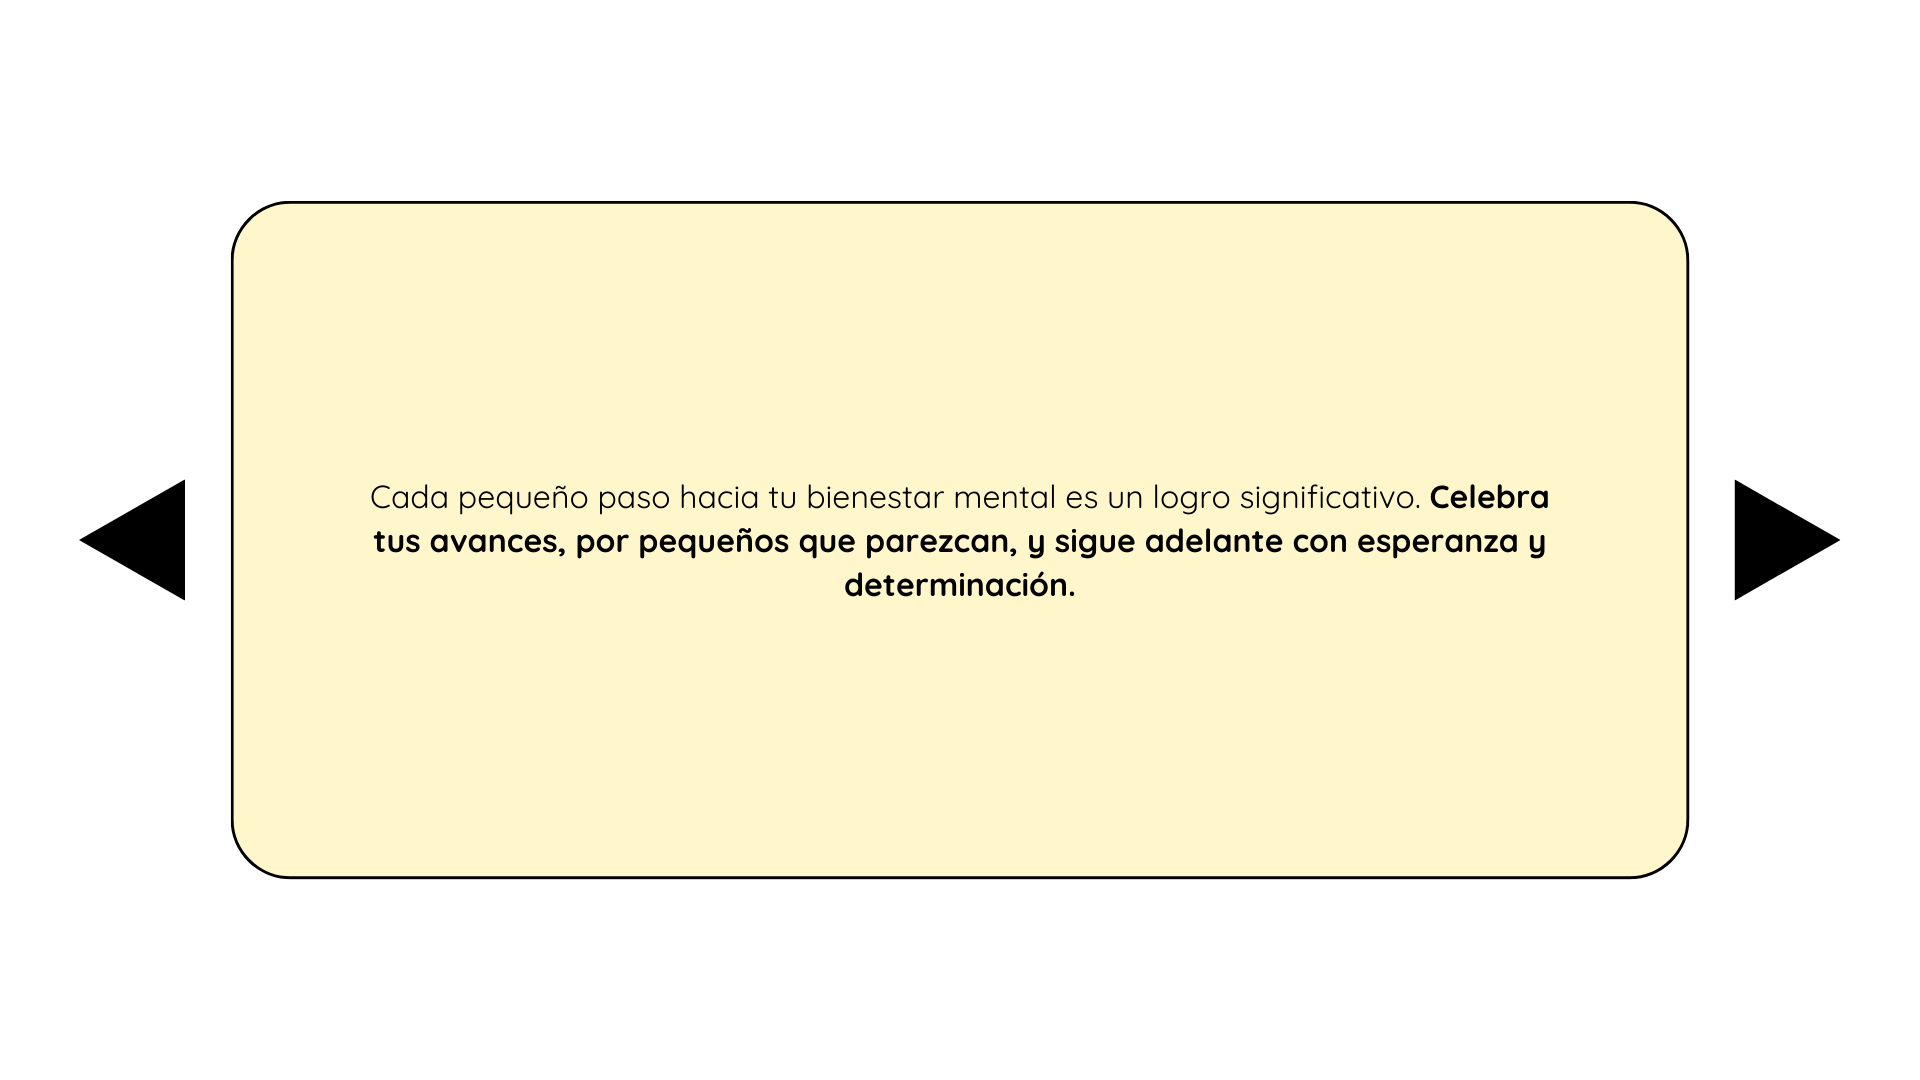 Cada pequeño paso hacia tu bienestar mental es un logro significativo. Celebra
tus avances, por pequeños que parezcan, y sigue adelante con esperanza y
determinación.